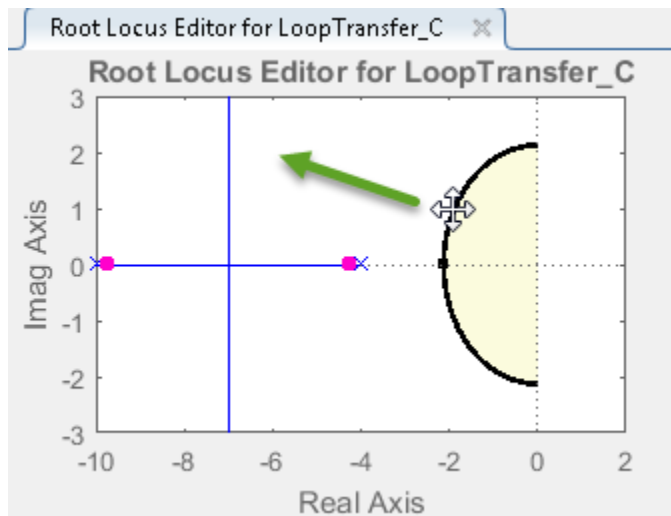 Root Locus Editor for LoopTransfer_C
Root Locus Editor for LoopTransfer_C
3
2
1
0
-1
-2
-3
Imag Axis
-10 -8 -6 -4 -2 0 2
Real Axis